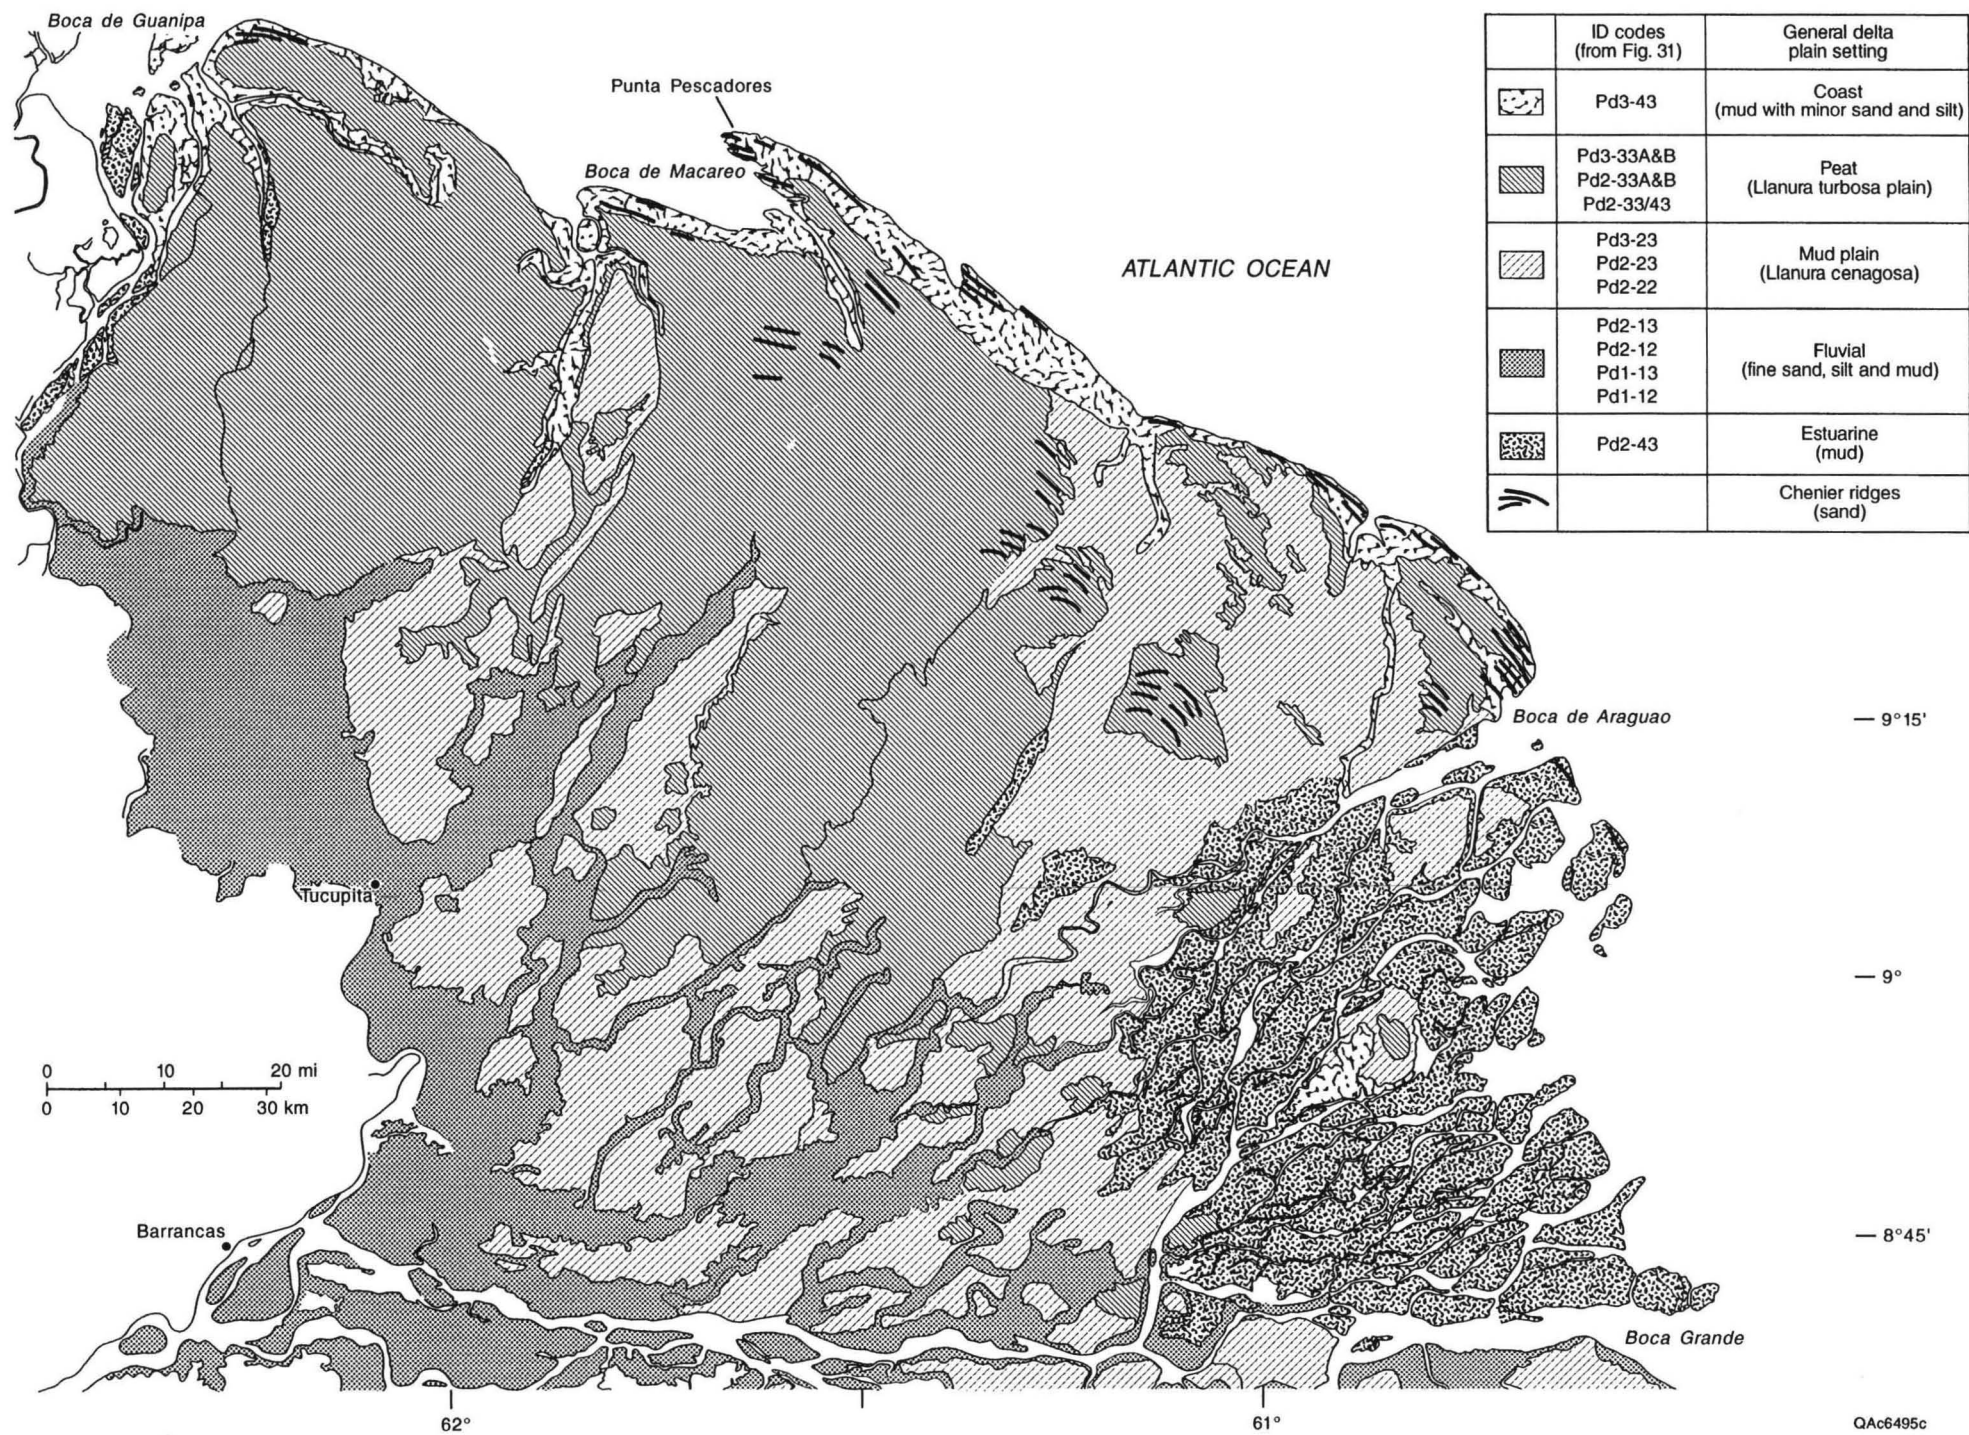 Boca de Guanipa
Punta Pescadores
Boca de Macareo
ATLANTIC OCEAN
ID codes
(from Fig. 31)
General delta
plain setting
Pd3-43
Coast
(mud with minor sand and silt)
Pd3-33A&B
Pd2-33A&B
Pd2-33/43
Peat
(Llanura turbosa plain)
Pd3-23
Pd2-23
Pd2-22
Mud plain
(Llanura cenagosa)
Pd2-13
Pd2-12
Pd1-13
Pd1-12
Fluvial
(fine sand, silt and mud)
Pd2-43
Estuarine
(mud)
Chenier ridges
(sand)
Boca de Araguao
9°15'
Tucupita
9°
0 10 20 mi
0 10 20 30 km
Barrancas
8°45'
Boca Grande
62°
61°
QAc6495c